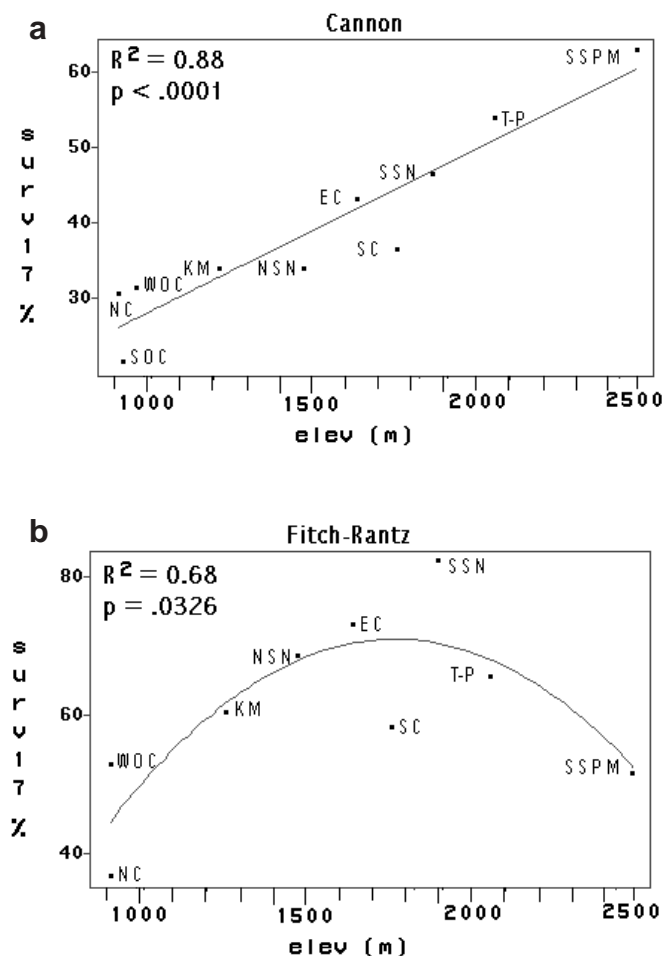 a
Cannon
R² = 0.88
p < .0001
60
50
40
30
surv17%
SSPM
T-P
SSN
EC
SC
KM
NSN
WOC
NC
SOC
1000 1500 2000 2500
elev (m)
b
Fitch-Rantz
R² = 0.68
p = .0326
80
60
40
surv17%
SSN
EC
NSN
T-P
KM
SC
WOC
SSPM
NC
1000 1500 2000 2500
elev (m)